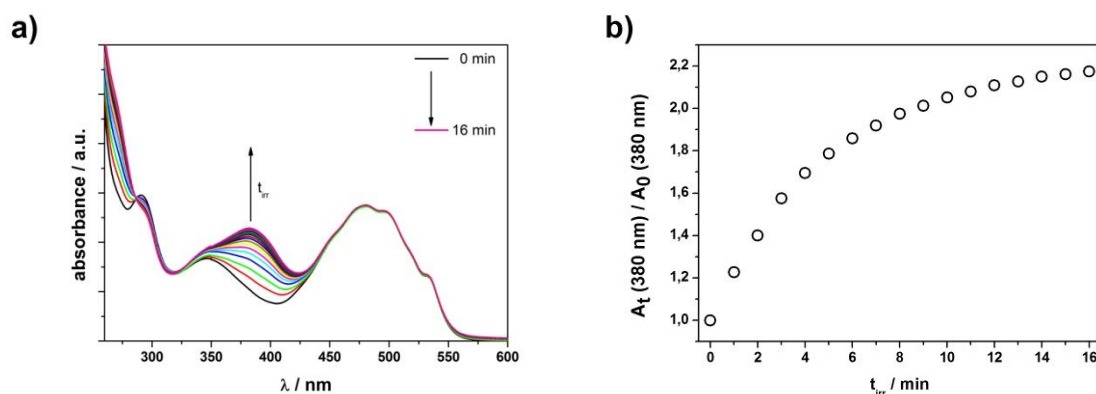 a)
absorbance / a.u.
0 min
16 min
t_irr
250 300 350 400 450 500 550 600
λ / nm
b)
A_t (380 nm) / A_0 (380 nm)
2,2
2,0
1,8
1,6
1,4
1,2
1,0
0 2 4 6 8 10 12 14 16
t_irr / min